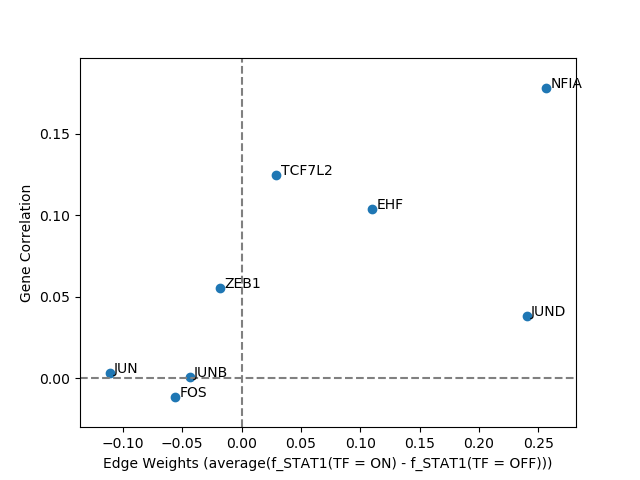 NFIA
0.15
TCF7L2
EHF
0.10
Gene Correlation
ZEB1
0.05
JUND
JUN
JUNB
0.00
FOS
−0.10 −0.05 0.00 0.05 0.10 0.15 0.20 0.25
Edge Weights (average(f_STAT1(TF = ON) - f_STAT1(TF = OFF)))